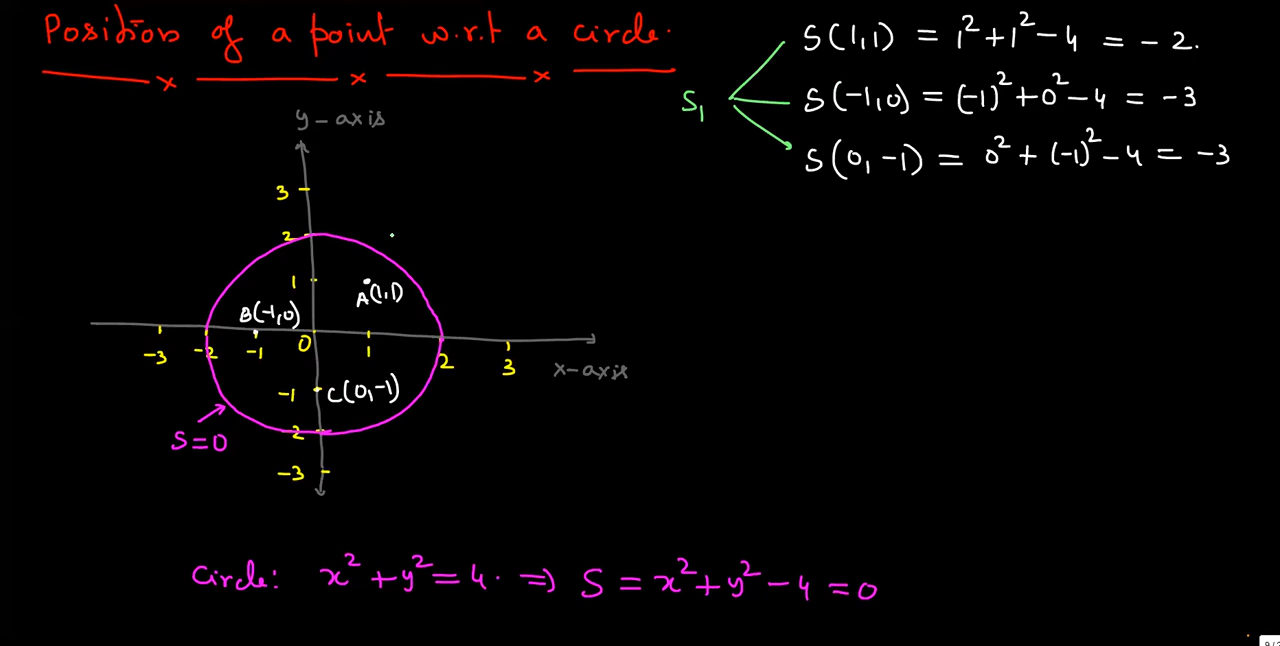 Position of a point w.r.t a circle.
S₁
S(1,1) = 1²+1²-4 = -2.
S(-1,0) = (-1)²+0²-4 = -3
S(0,-1) = 0²+(-1)²-4 = -3
y-axis
3
2
1
A(1,1)
B(-1,0)
-3 -2 -1 0 1 2 3
x-axis
-1 C(0,-1)
2
S=0
-3
Circle: x²+y²=4. ⇒ S = x²+y²-4=0